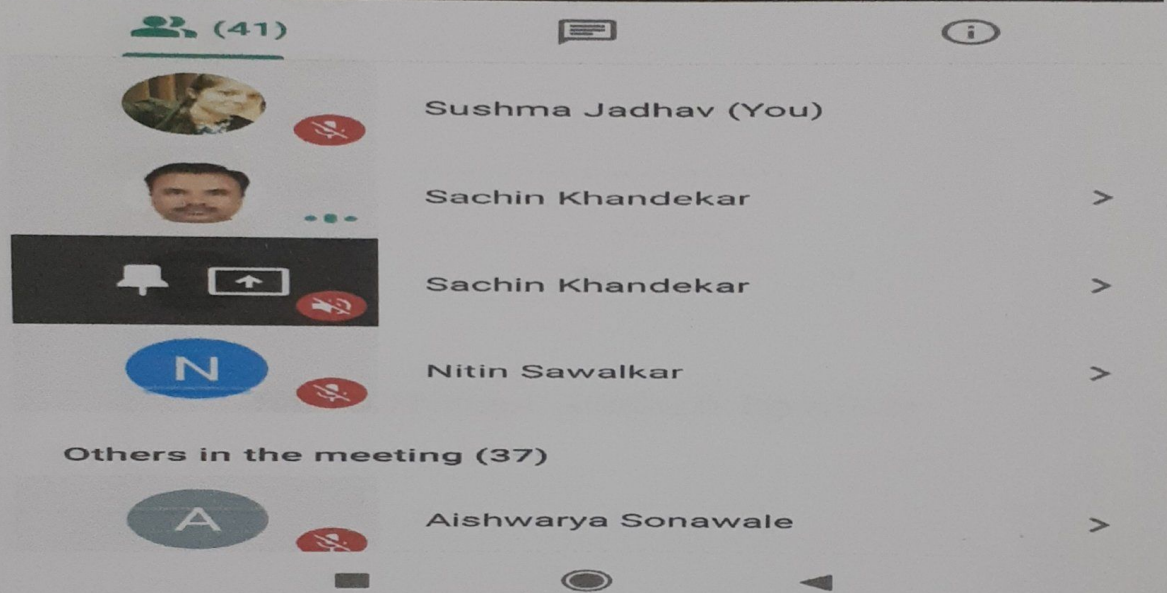 (41)
Sushma Jadhav (You)
Sachin Khandekar
Sachin Khandekar
N
Nitin Sawalkar
Others in the meeting (37)
A
Aishwarya Sonawale